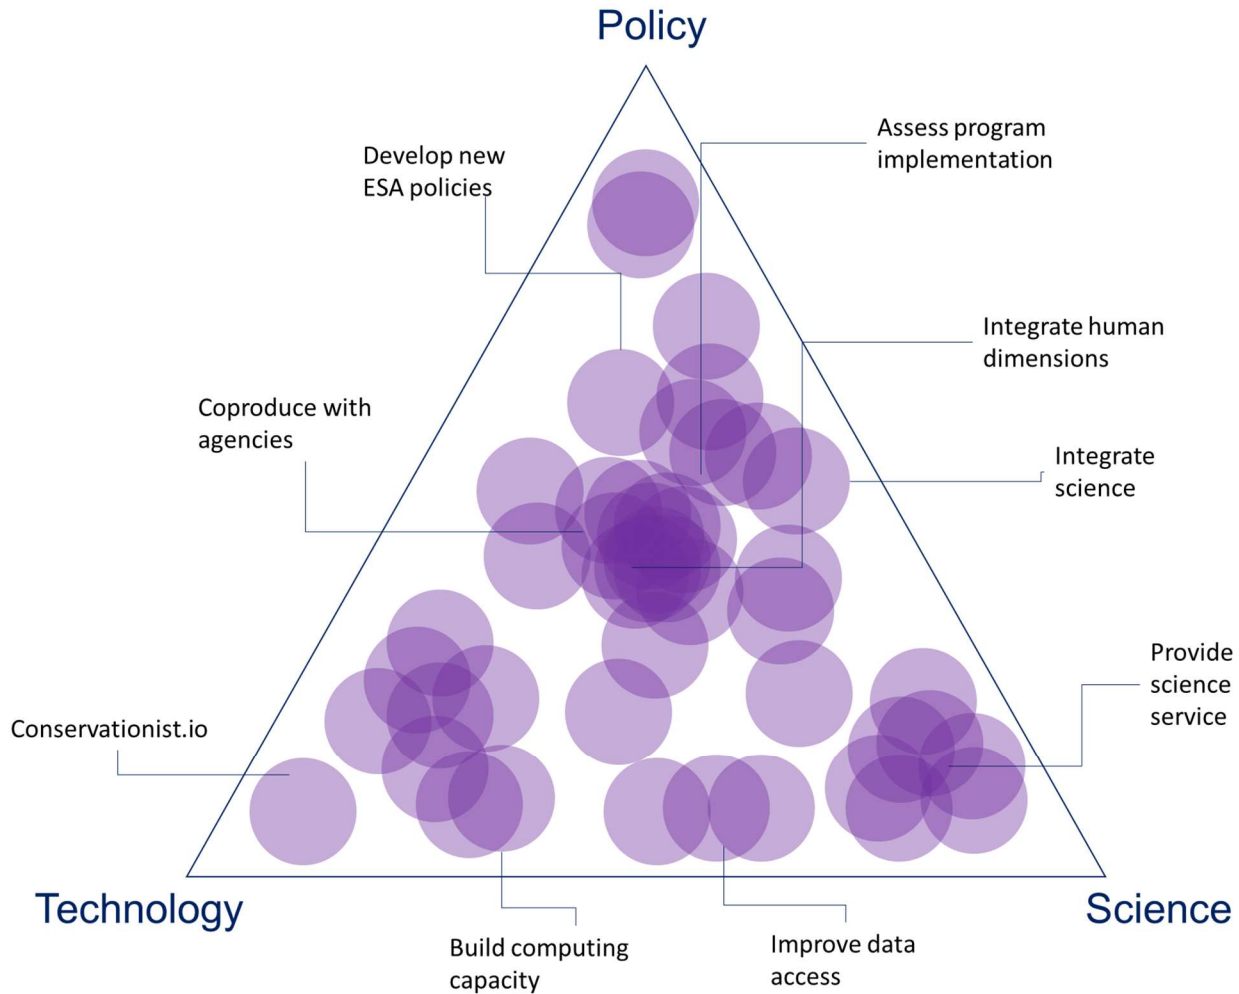 Policy
Assess program
implementation
Develop new
ESA policies
Integrate human
dimensions
Coproduce with
agencies
Integrate
science
Provide
science
service
Conservationist.io
Technology
Science
Build computing
capacity
Improve data
access